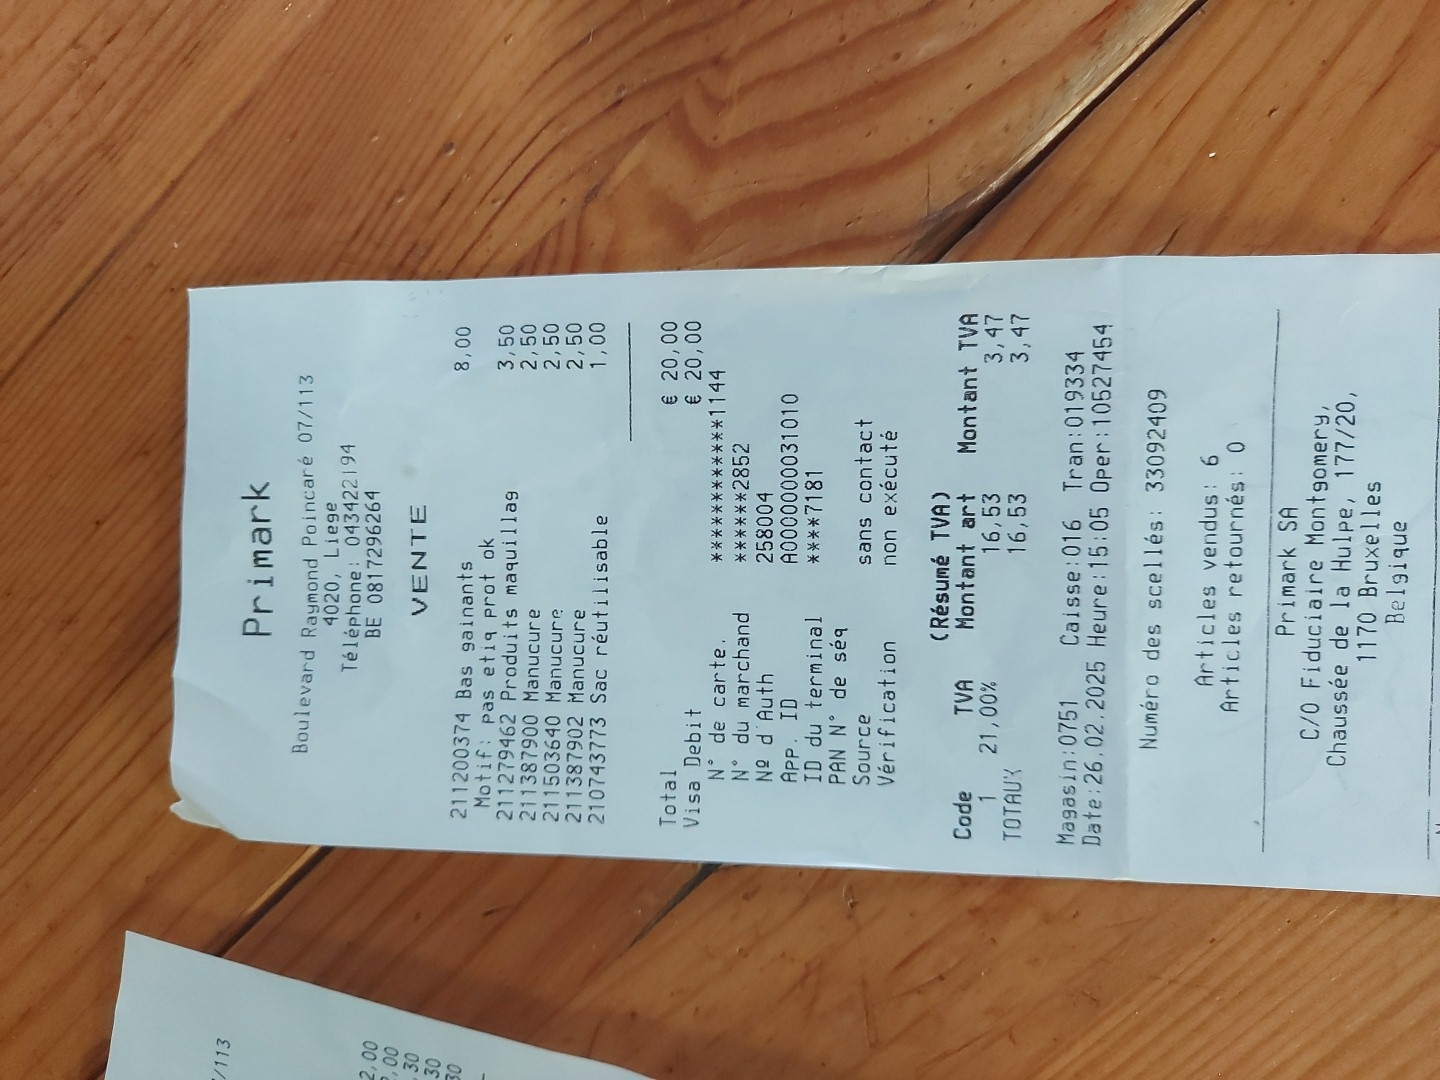 Primark
Boulevard Raymond Poincaré 07/113
4020, Liege
Téléphone: 043422194
BE 0817296264
VENTE
211200374 Bas gainants 8,00
Motif: pas etiq prot ok
211279462 Produits maquillag 3,50
211387900 Manucure 2,50
211503640 Manucure 2,50
211387902 Manucure 2,50
210743773 Sac réutilisable 1,00
Total € 20,00
Visa Debit € 20,00
N° de carte. ************1144
N° du marchand ******2852
Nº d'Auth 258004
App. ID A0000000031010
ID du terminal ****7181
PAN N° de séq
Source sans contact
Vérification non exécuté
(Résumé TVA)
Code TVA Montant art Montant TVA
1 21,00% 16,53 3,47
TOTAUX 16,53 3,47
Magasin:0751 Caisse:016 Tran:019334
Date:26.02.2025 Heure:15:05 Oper:10527454
Numéro des scellés: 33092409
Articles vendus: 6
Articles retournés: 0
Primark SA
C/O Fiduciaire Montgomery,
Chaussée de la Hulpe, 177/20,
1170 Bruxelles
Belgique
/113
2,00
,00
,30
,30
30